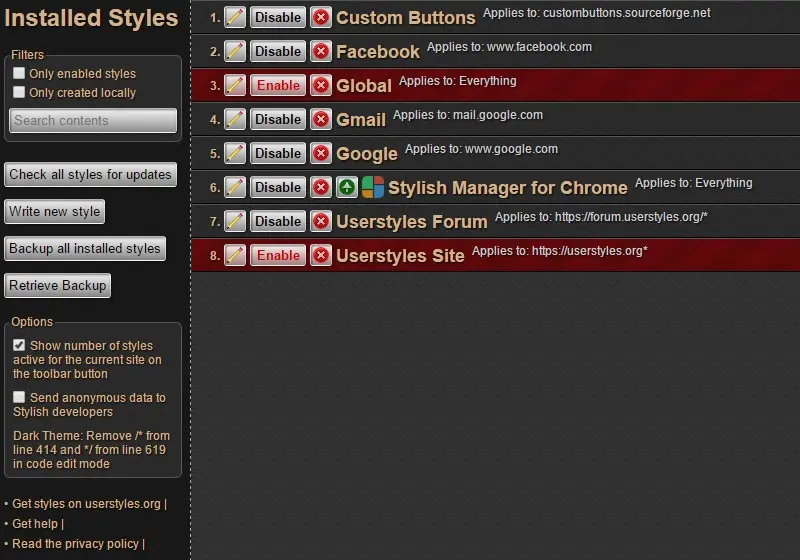 Installed Styles
Filters
Only enabled styles
Only created locally
Search contents
Check all styles for updates
Write new style
Backup all installed styles
Retrieve Backup
Options
Show number of styles
active for the current site on
the toolbar button
Send anonymous data to
Stylish developers
Dark Theme: Remove /* from
line 414 and */ from line 619
in code edit mode
• Get styles on userstyles.org |
• Get help |
• Read the privacy policy |
1. Disable Custom Buttons Applies to: custombuttons.sourceforge.net
2. Disable Facebook Applies to: www.facebook.com
3. Enable Global Applies to: Everything
4. Disable Gmail Applies to: mail.google.com
5. Disable Google Applies to: www.google.com
6. Disable Stylish Manager for Chrome Applies to: Everything
7. Disable Userstyles Forum Applies to: https://forum.userstyles.org/*
8. Enable Userstyles Site Applies to: https://userstyles.org*